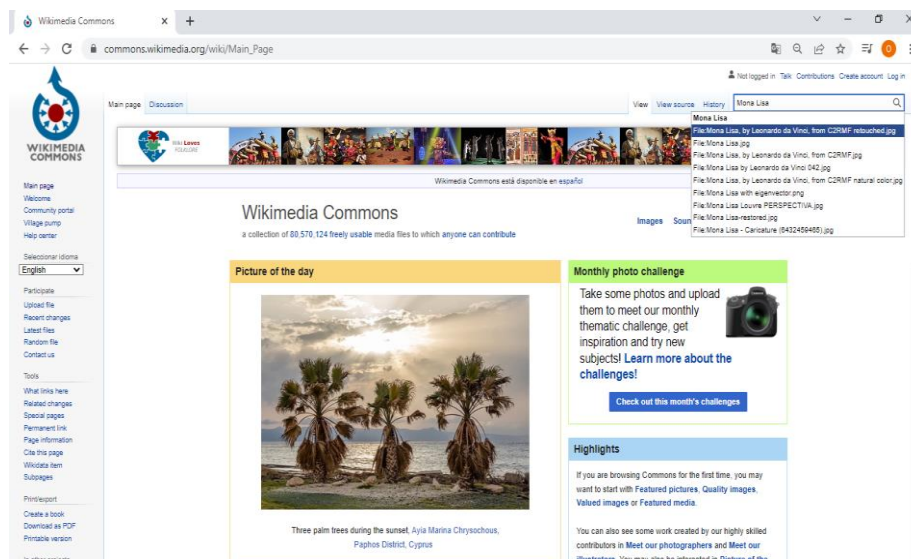 Wikimedia Commons
commons.wikimedia.org/wiki/Main_Page
Not logged in Talk Contributions Create account Log in
Main page Discussion
View View source History
Mona Lisa
Mona Lisa
File:Mona Lisa, by Leonardo da Vinci, from C2RMF retouched.jpg
File:Mona Lisa.jpg
File:Mona Lisa, by Leonardo da Vinci, from C2RMF.jpg
File:Mona Lisa by Leonardo da Vinci 042.jpg
File:Mona Lisa, by Leonardo da Vinci, from C2RMF natural color.jpg
File:Mona Lisa with eigenvector.png
File:Mona Lisa Louvre PERSPECTIVA.jpg
File:Mona Lisa-restored.jpg
File:Mona Lisa - Caricature (6432459465).jpg
WIKIMEDIA
COMMONS
Main page
Welcome
Community portal
Village pump
Help center
Seleccionar idioma
English
Participate
Upload file
Recent changes
Latest files
Random file
Contact us
Tools
What links here
Related changes
Special pages
Permanent link
Page information
Cite this page
Wikidata item
Subpages
Print/export
Create a book
Download as PDF
Printable version
Wiki Loves
FOLKLORE
Wikimedia Commons está disponible en español
Wikimedia Commons
a collection of 80,570,124 freely usable media files to which anyone can contribute
Images
Picture of the day
Three palm trees during the sunset, Ayia Marina Chrysochous,
Paphos District, Cyprus
Monthly photo challenge
Take some photos and upload
them to meet our monthly
thematic challenge, get
inspiration and try new
subjects! Learn more about the
challenges!
Check out this month's challenges
Highlights
If you are browsing Commons for the first time, you may
want to start with Featured pictures, Quality images,
Valued images or Featured media.
You can also see some work created by our highly skilled
contributors in Meet our photographers and Meet our